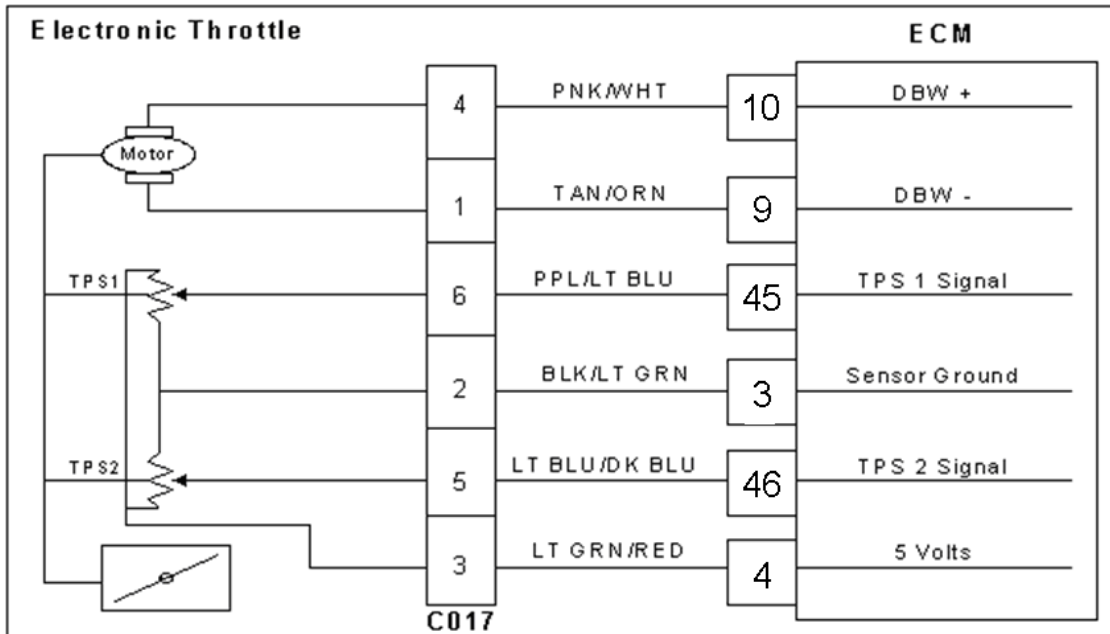 Electronic Throttle
ECM
4 PNK/WHT 10 DBW +
Motor
1 TAN/ORN 9 DBW -
TPS1 6 PPL/LT BLU 45 TPS 1 Signal
2 BLK/LT GRN 3 Sensor Ground
TPS2 5 LT BLU/DK BLU 46 TPS 2 Signal
3 LT GRN/RED 4 5 Volts
C017